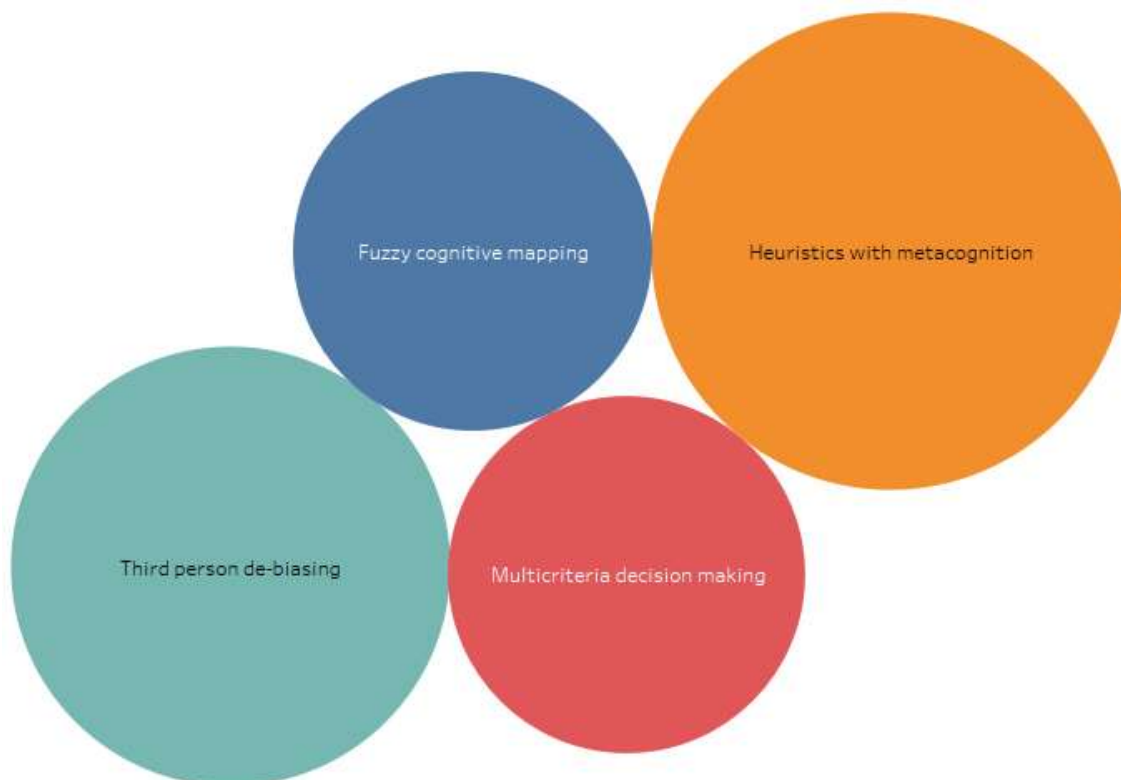 Fuzzy cognitive mapping
Heuristics with metacognition
Third person de-biasing
Multicriteria decision making